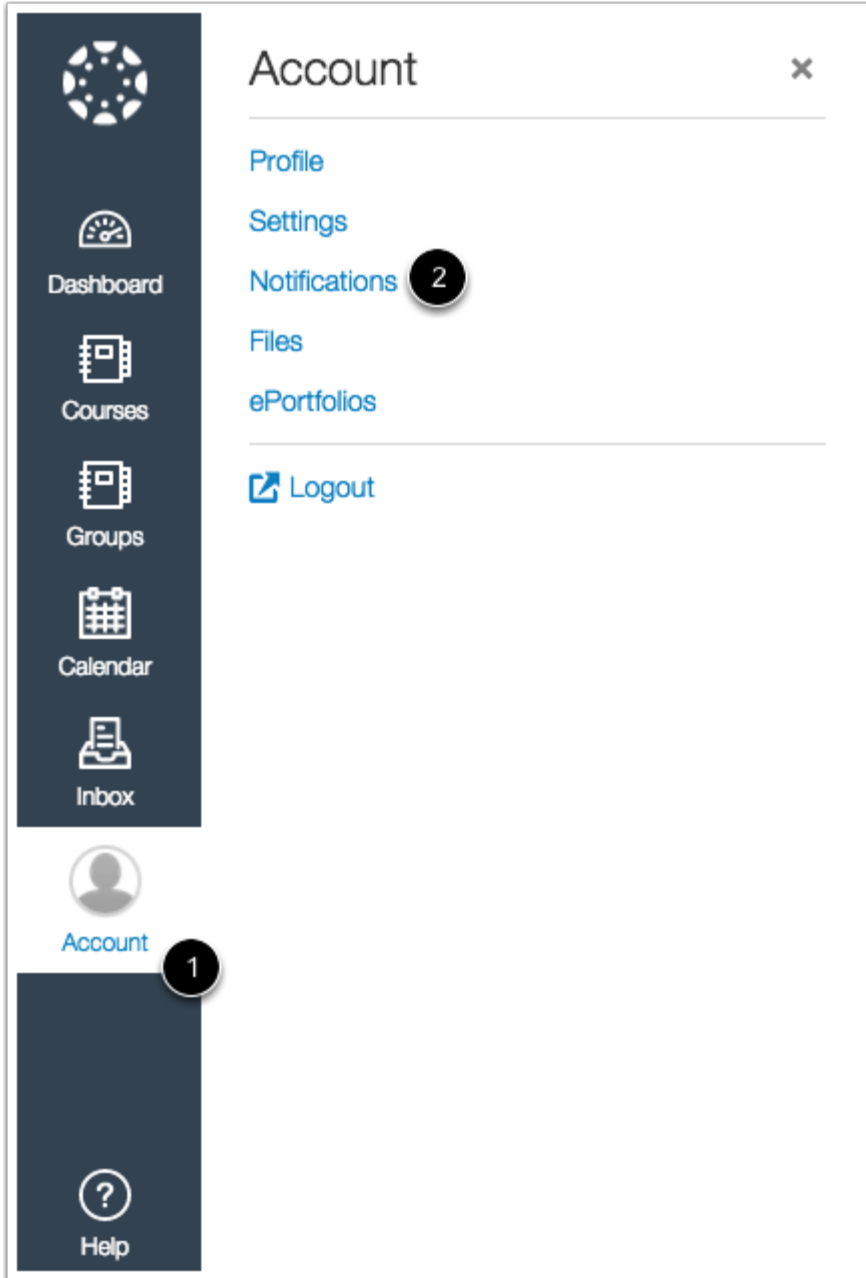 Dashboard
Courses
Groups
Calendar
Inbox
Account
1
?
Help
Account ×
Profile
Settings
Notifications 2
Files
ePortfolios
Logout